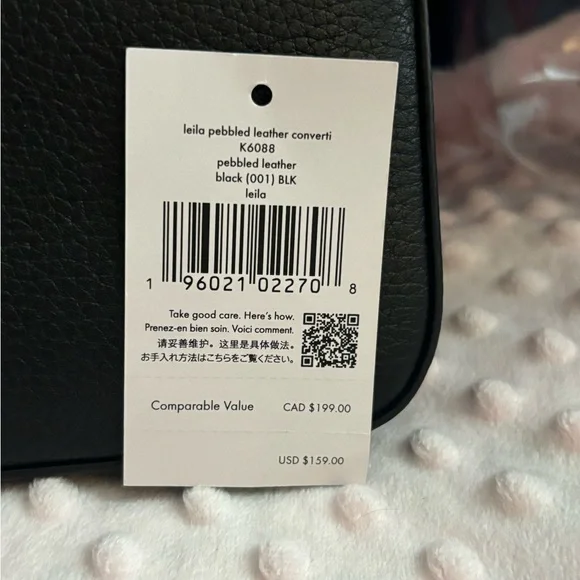 leila pebbled leather converti
K6088
pebbled leather
black (001) BLK
leila
1 96021 02270 8
Take good care. Here's how.
Prenez-en bien soin. Voici comment.
请妥善维护。这里是具体做法。
お手入れ方法はこちらをご覧ください。
Comparable Value CAD $199.00
USD $159.00